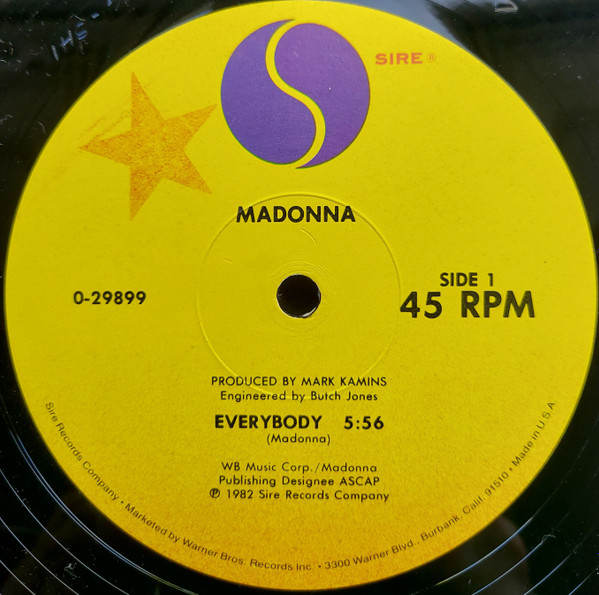 SIRE ®
MADONNA
0-29899
SIDE 1
45 RPM
PRODUCED BY MARK KAMINS
Engineered by Butch Jones
EVERYBODY 5:56
(Madonna)
WB Music Corp./Madonna
Publishing Designee ASCAP
℗ 1982 Sire Records Company
Sire Records Company • Marketed by Warner Bros. Records Inc. • 3300 Warner Blvd., Burbank, Calif. 91510 • Made in U.S.A.